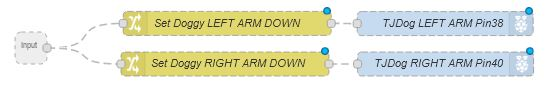 Set Doggy LEFT ARM DOWN
TJDog LEFT ARM Pin38
Input
Set Doggy RIGHT ARM DOWN
TJDog RIGHT ARM Pin40